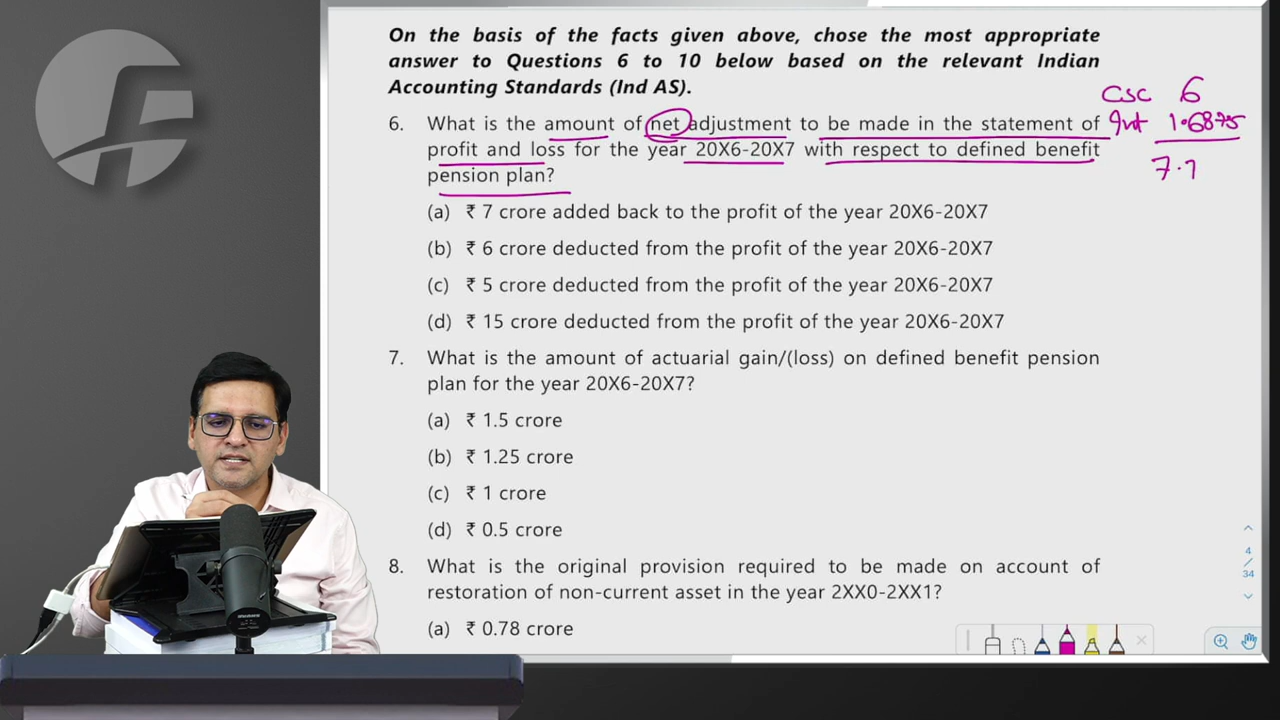 On the basis of the facts given above, chose the most appropriate
answer to Questions 6 to 10 below based on the relevant Indian
Accounting Standards (Ind AS).
CSC 6
Int 1.6875
7.7
6. What is the amount of net adjustment to be made in the statement of
profit and loss for the year 20X6-20X7 with respect to defined benefit
pension plan?
(a) ₹ 7 crore added back to the profit of the year 20X6-20X7
(b) ₹ 6 crore deducted from the profit of the year 20X6-20X7
(c) ₹ 5 crore deducted from the profit of the year 20X6-20X7
(d) ₹ 15 crore deducted from the profit of the year 20X6-20X7
7. What is the amount of actuarial gain/(loss) on defined benefit pension
plan for the year 20X6-20X7?
(a) ₹ 1.5 crore
(b) ₹ 1.25 crore
(c) ₹ 1 crore
(d) ₹ 0.5 crore
8. What is the original provision required to be made on account of
restoration of non-current asset in the year 2XX0-2XX1?
(a) ₹ 0.78 crore
4
/
34